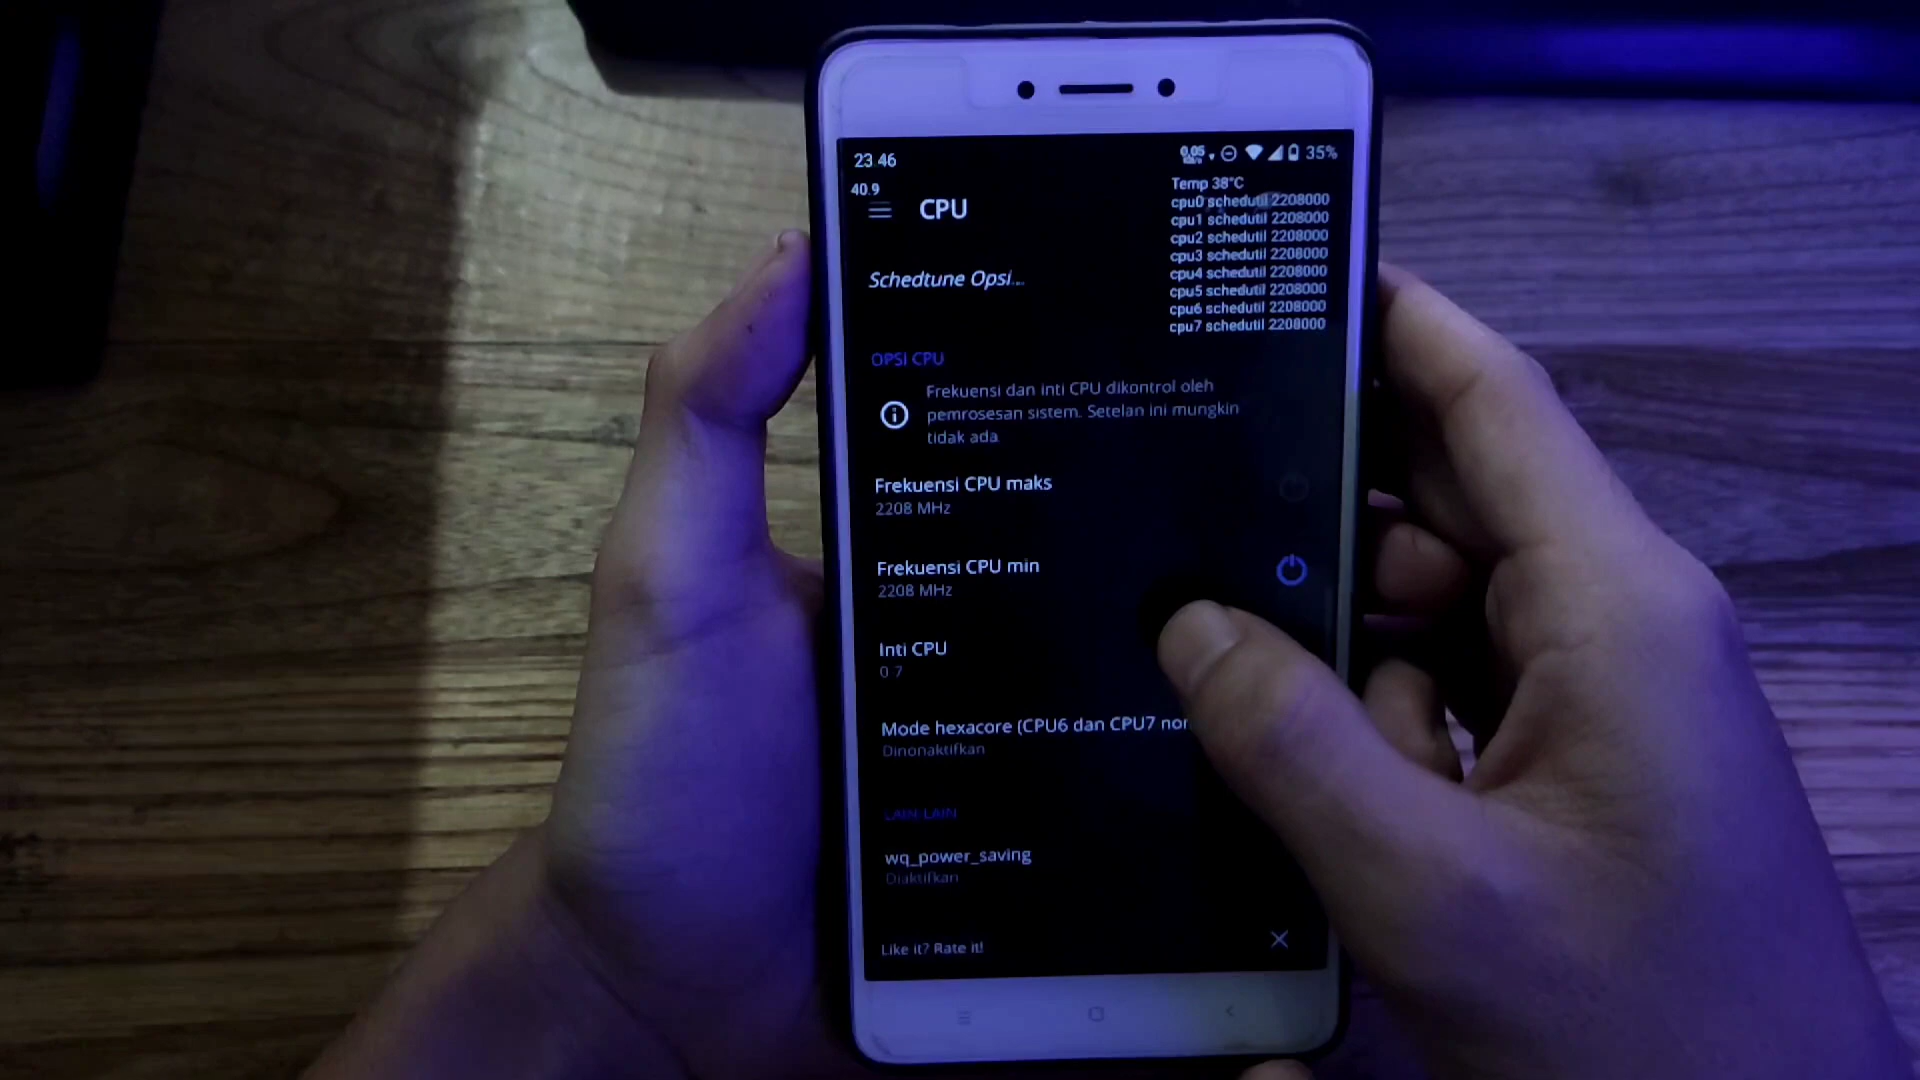 23.46
0,05
35%
40.9
CPU
Temp 38°C
cpu0 schedutil 2208000
cpu1 schedutil 2208000
cpu2 schedutil 2208000
cpu3 schedutil 2208000
cpu4 schedutil 2208000
cpu5 schedutil 2208000
cpu6 schedutil 2208000
cpu7 schedutil 2208000
Schedtune Opsi...
OPSI CPU
Frekuensi dan inti CPU dikontrol oleh
pemrosesan sistem. Setelan ini mungkin
tidak ada
Frekuensi CPU maks
2208 MHz
Frekuensi CPU min
2208 MHz
Inti CPU
0 7
Mode hexacore (CPU6 dan CPU7 non
Dinonaktifkan
LAIN LAIN
wq_power_saving
Diaktifkan
Like it? Rate it!